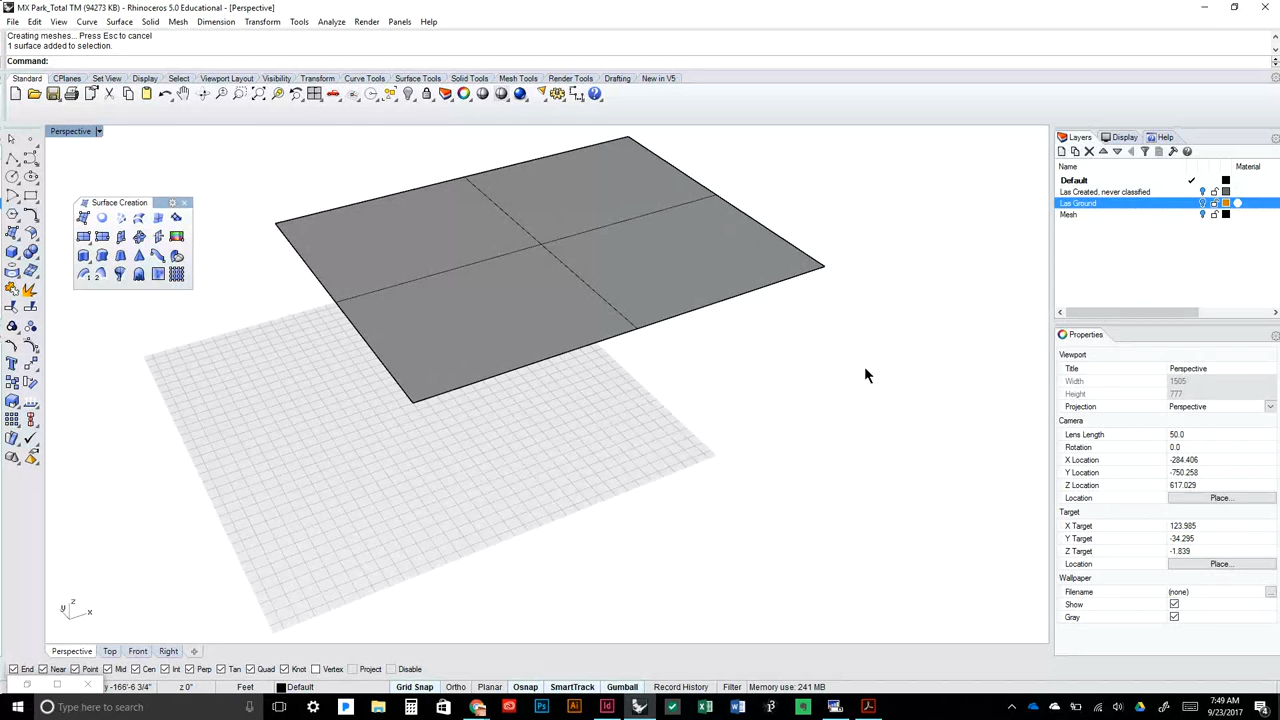 MX Park_Total TM (94273 KB) - Rhinoceros 5.0 Educational - [Perspective]
File Edit View Curve Surface Solid Mesh Dimension Transform Tools Analyze Render Panels Help
Creating meshes... Press Esc to cancel
1 surface added to selection.
Command:
Standard CPlanes Set View Display Select Viewport Layout Visibility Transform Curve Tools Surface Tools Solid Tools Mesh Tools Render Tools Drafting New in V5
Perspective
Layers Display Help
Name Material
Default
Las Created, never classified
Las Ground
Mesh
Surface Creation
Properties
Viewport
Title Perspective
Width 1505
Height 777
Projection Perspective
Camera
Lens Length 50.0
Rotation 0.0
X Location -284.406
Y Location -750.258
Z Location 617.029
Location Place...
Target
X Target 123.985
Y Target -34.295
Z Target -1.839
Location Place...
Wallpaper
Filename (none)
Show
Gray
z
y x
Perspective Top Front Right
End Near Point Mid Cen Int Perp Tan Quad Knot Vertex Project Disable
y -166'-6 3/4" z 0" Feet Default Grid Snap Ortho Planar Osnap SmartTrack Gumball Record History Filter Memory use: 241 MB
Type here to search
7:49 AM
9/23/2017